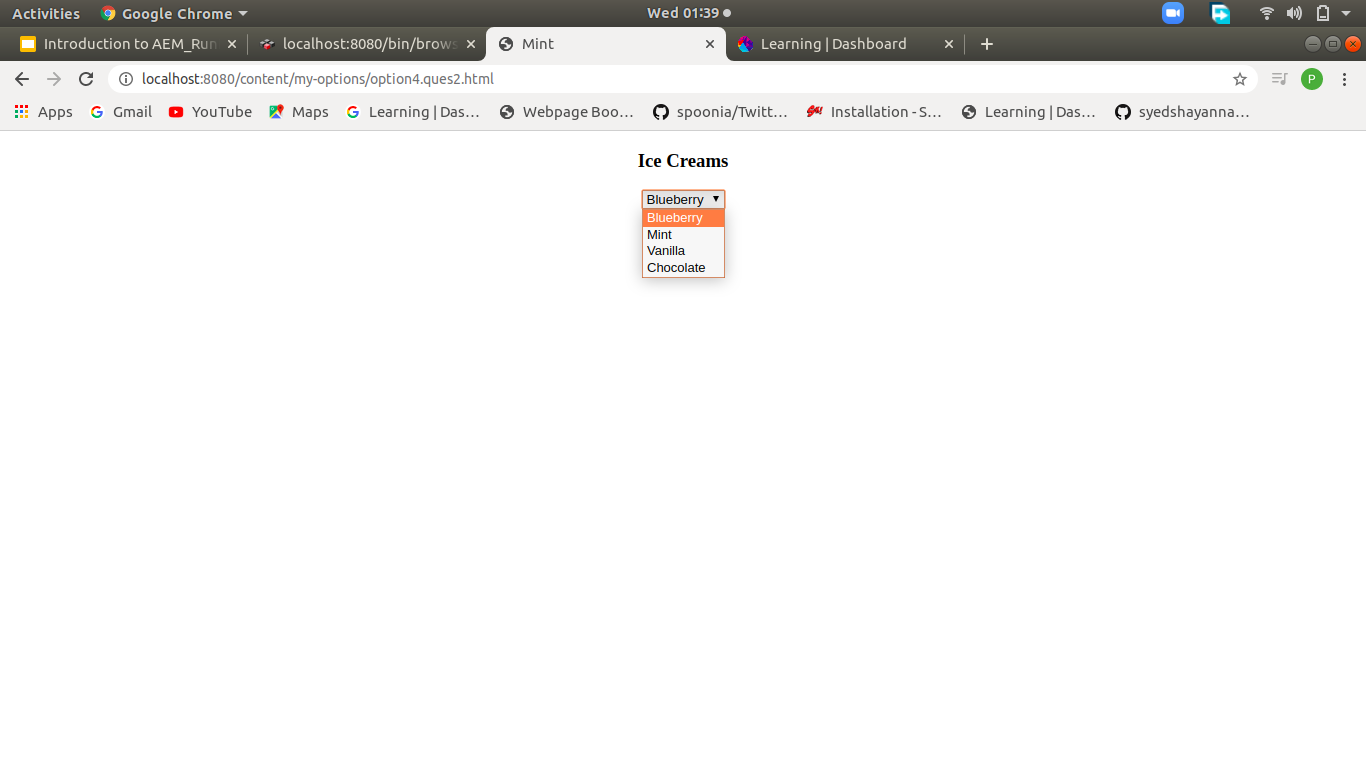 Activities Google Chrome Wed 01:39
Introduction to AEM_Run localhost:8080/bin/brows Mint Learning | Dashboard
localhost:8080/content/my-options/option4.ques2.html P
Apps Gmail YouTube Maps Learning | Das… Webpage Boo… spoonia/Twitt… Installation - S… Learning | Das… syedshayanna…
Ice Creams
Blueberry
Blueberry
Mint
Vanilla
Chocolate